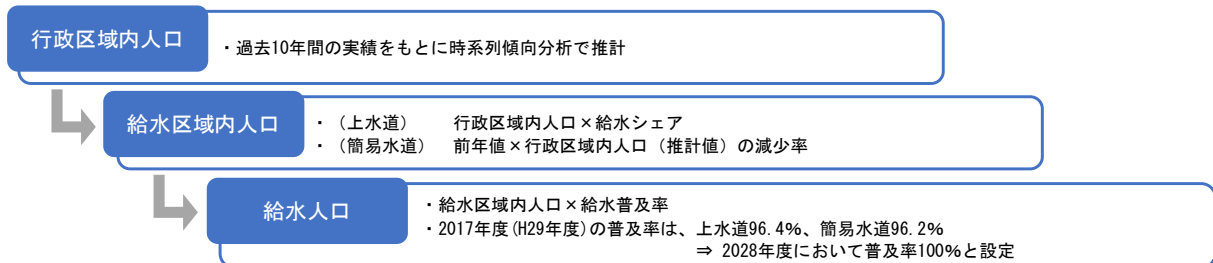 行政区域内人口
・過去10年間の実績をもとに時系列傾向分析で推計
給水区域内人口
・（上水道）　　行政区域内人口×給水シェア
・（簡易水道）　前年値×行政区域内人口（推計値）の減少率
給水人口
・給水区域内人口×給水普及率
・2017年度(H29年度)の普及率は、上水道96.4%、簡易水道96.2%
⇒ 2028年度において普及率100%と設定